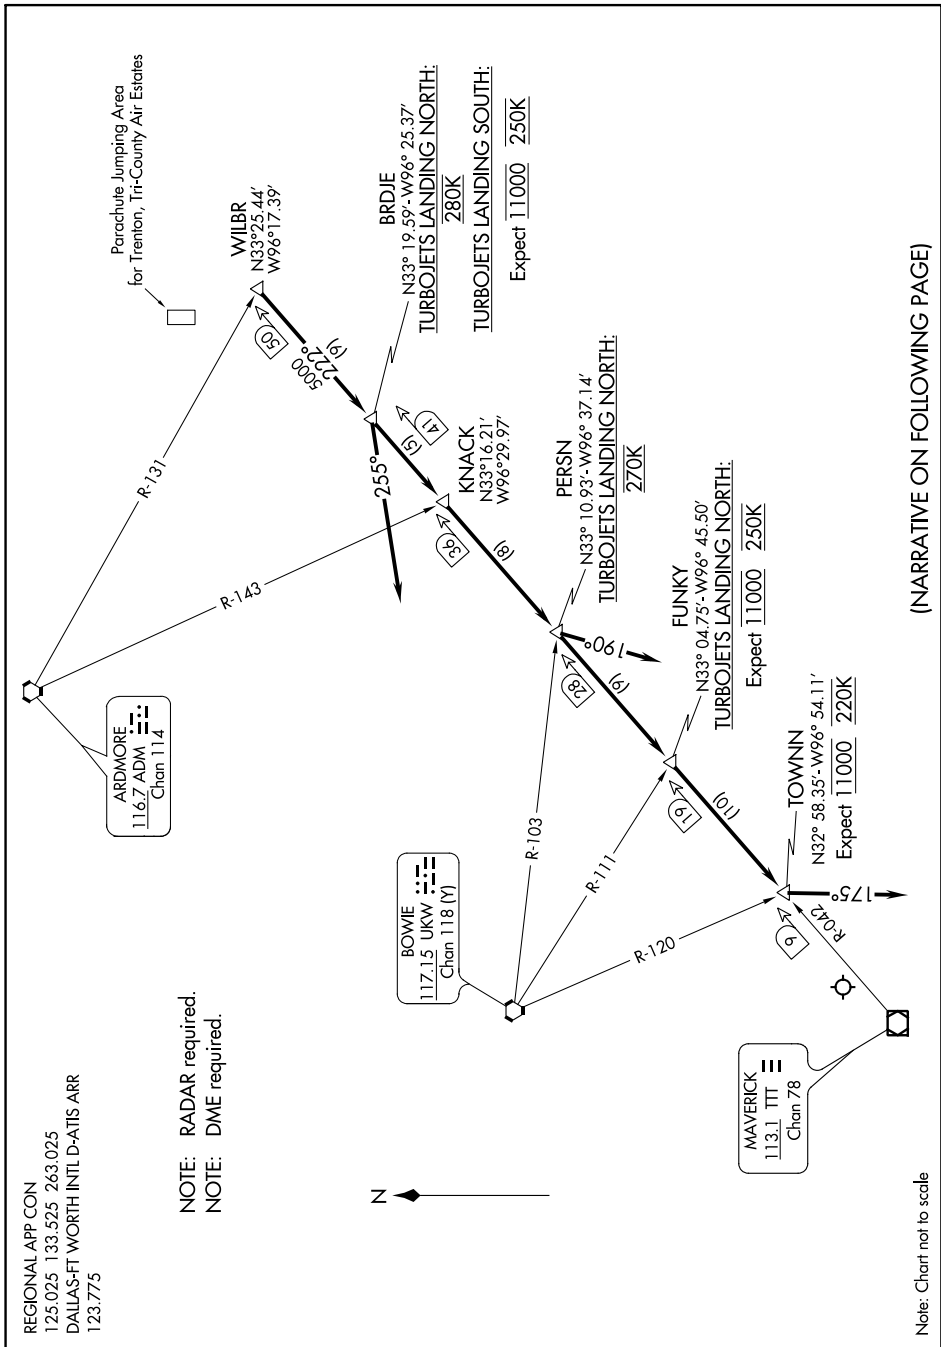 REGIONAL APP CON
125.025 133.525 263.025
DALLAS-FT WORTH INTL D-ATIS ARR
123.775
NOTE: RADAR required.
NOTE: DME required.
N
Parachute Jumping Area
for Trenton, Tri-County Air Estates
ARDMORE
116.7 ADM
Chan 114
R-131
R-143
WILBR
N33°25.44′
W96°17.39′
50
5000
222°
(9)
BRDJE
N33° 19.59′-W96° 25.37′
TURBOJETS LANDING NORTH:
280K
TURBOJETS LANDING SOUTH:
Expect 11000 250K
255°
41
(5)
KNACK
N33°16.21′
W96°29.97′
36
(8)
PERSN
N33° 10.93′-W96° 37.14′
TURBOJETS LANDING NORTH:
270K
190°
28
(9)
BOWIE
117.15 UKW
Chan 118 (Y)
R-103
R-111
R-120
FUNKY
N33° 04.75′-W96° 45.50′
TURBOJETS LANDING NORTH:
Expect 11000 250K
19
(10)
TOWNN
N32° 58.35′-W96° 54.11′
Expect 11000 220K
175°
9
R-042
MAVERICK
113.1 TTT
Chan 78
Note: Chart not to scale
(NARRATIVE ON FOLLOWING PAGE)